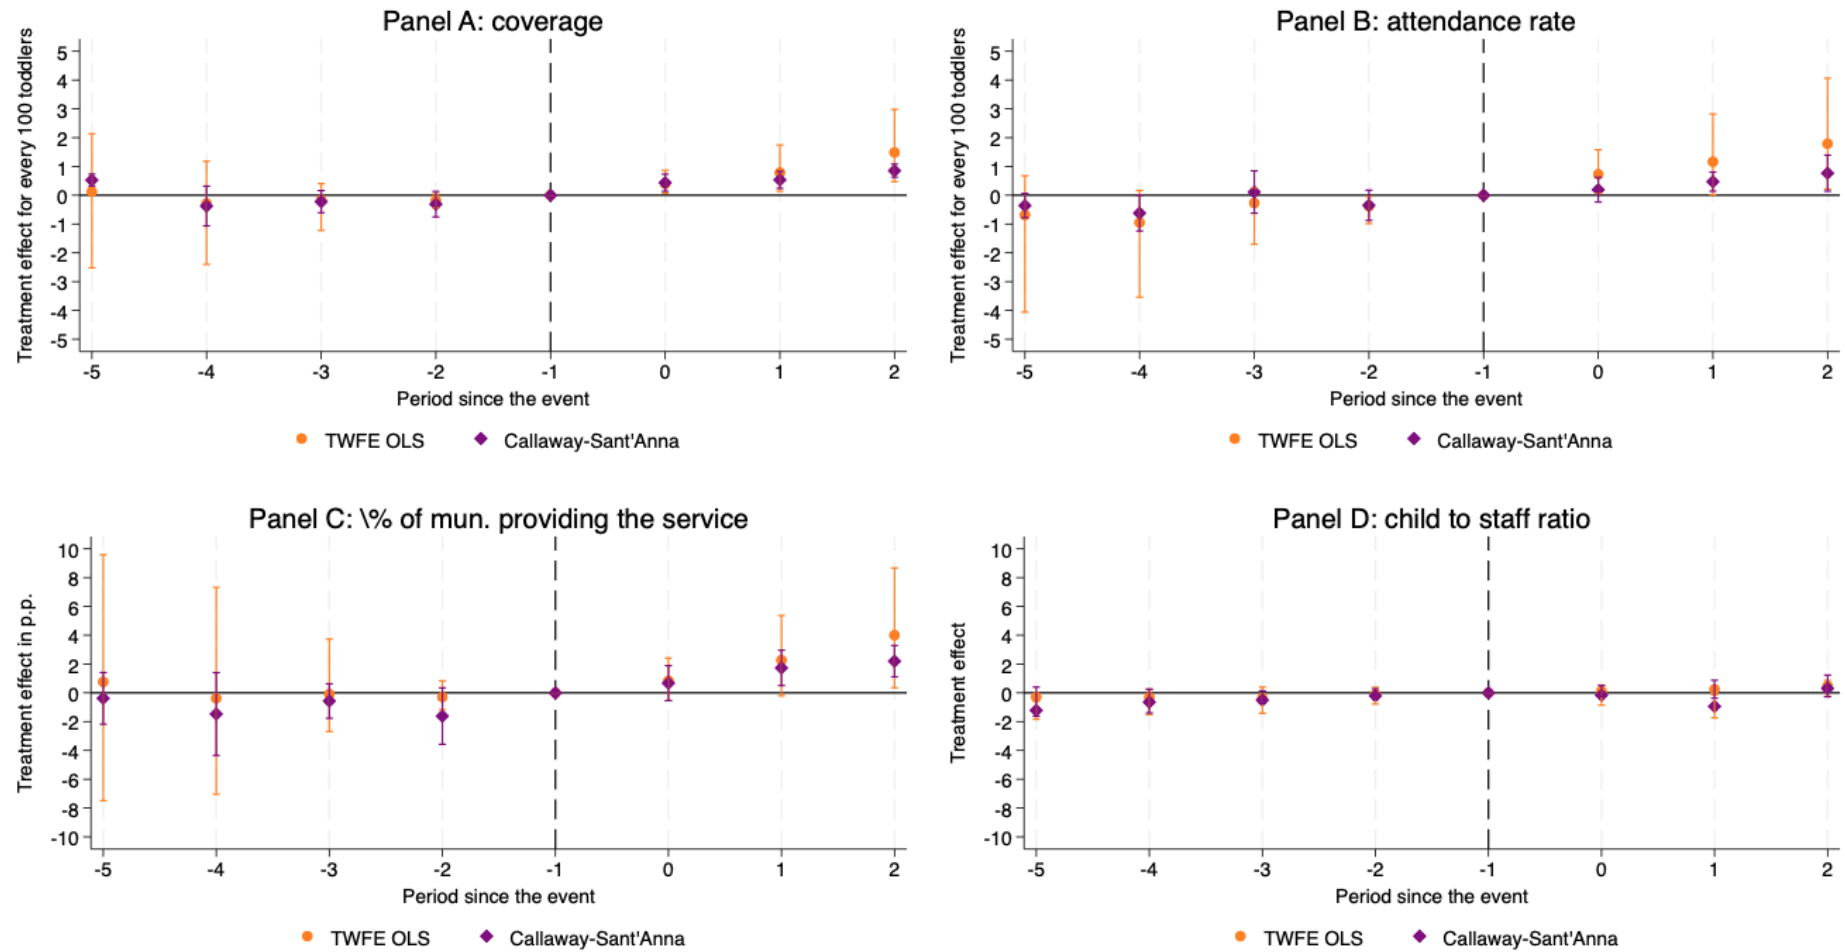 Panel A: coverage
Treatment effect for every 100 toddlers
5
4
3
2
1
0
-1
-2
-3
-4
-5
-5 -4 -3 -2 -1 0 1 2
Period since the event
TWFE OLS Callaway-Sant'Anna
Panel B: attendance rate
Treatment effect for every 100 toddlers
5
4
3
2
1
0
-1
-2
-3
-4
-5
-5 -4 -3 -2 -1 0 1 2
Period since the event
TWFE OLS Callaway-Sant'Anna
Panel C: \% of mun. providing the service
Treatment effect in p.p.
10
8
6
4
2
0
-2
-4
-6
-8
-10
-5 -4 -3 -2 -1 0 1 2
Period since the event
TWFE OLS Callaway-Sant'Anna
Panel D: child to staff ratio
Treatment effect
10
8
6
4
2
0
-2
-4
-6
-8
-10
-5 -4 -3 -2 -1 0 1 2
Period since the event
TWFE OLS Callaway-Sant'Anna